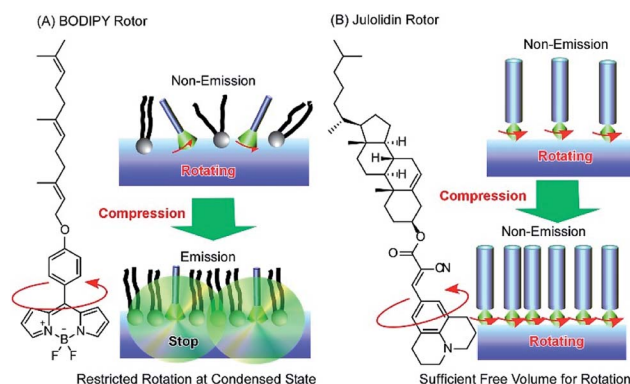 (A) BODIPY Rotor
Non-Emission
Rotating
Compression
Emission
Stop
O
N
+
N
B
-
F
F
Restricted Rotation at Condensed State
(B) Julolidin Rotor
Non-Emission
H
H
H
Rotating
Compression
Non-Emission
O
O
CN
N
Rotating
Sufficient Free Volume for Rotation